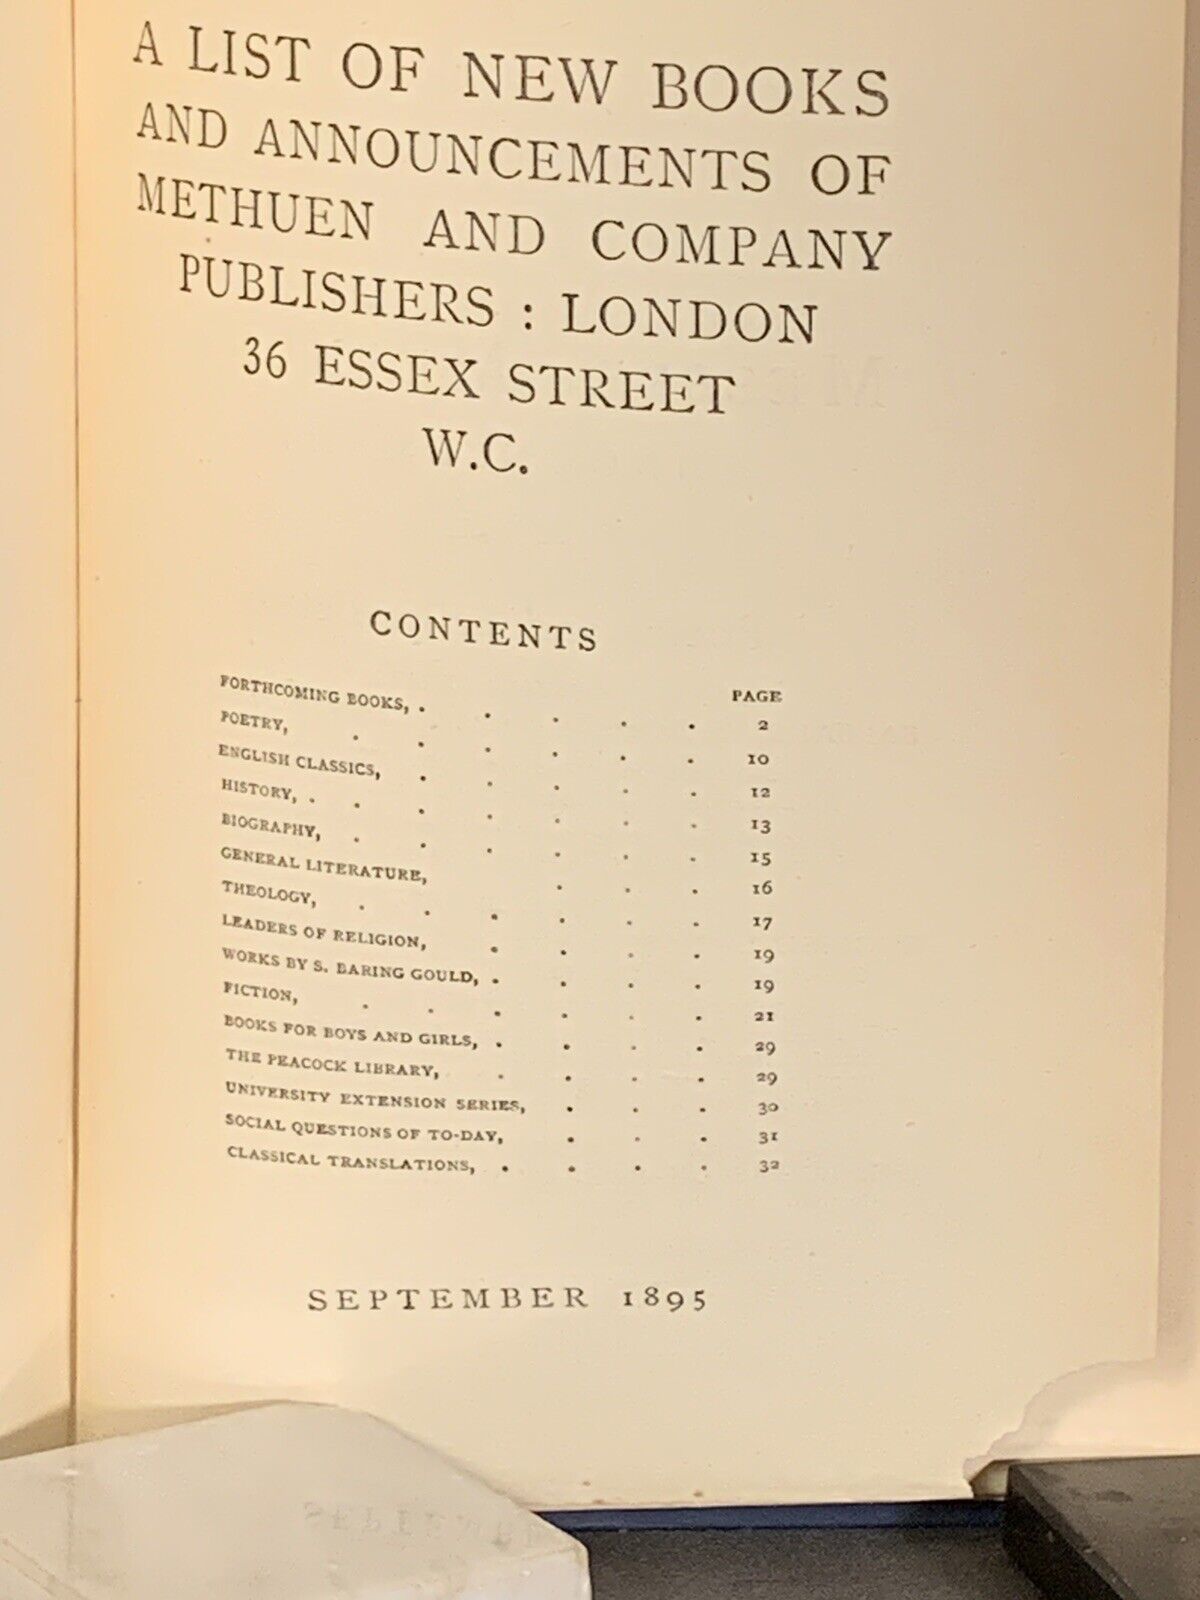 A LIST OF NEW BOOKS
AND ANNOUNCEMENTS OF
METHUEN AND COMPANY
PUBLISHERS : LONDON
36 ESSEX STREET
W.C.
CONTENTS
PAGE
FORTHCOMING BOOKS, . . . . . 2
POETRY, . . . . . . 10
ENGLISH CLASSICS, . . . . . 12
HISTORY, . . . . . . . 13
BIOGRAPHY, . . . . . . 15
GENERAL LITERATURE, . . . 16
THEOLOGY, . . . . . . 17
LEADERS OF RELIGION, . . . . 19
WORKS BY S. BARING GOULD, . . . . 19
FICTION, . . . . . . 21
BOOKS FOR BOYS AND GIRLS, . . . . 29
THE PEACOCK LIBRARY, . . . . 29
UNIVERSITY EXTENSION SERIES, . . . 30
SOCIAL QUESTIONS OF TO-DAY, . . . 31
CLASSICAL TRANSLATIONS, . . . . 32
SEPTEMBER 1895